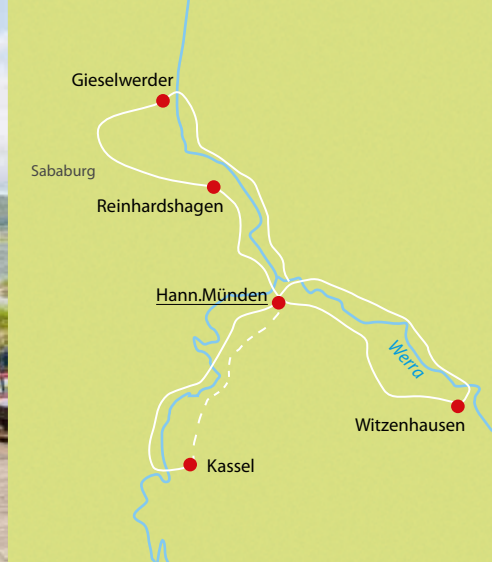 Gieselwerder
Sababurg
Reinhardshagen
Hann.Münden
Werra
Witzenhausen
Kassel